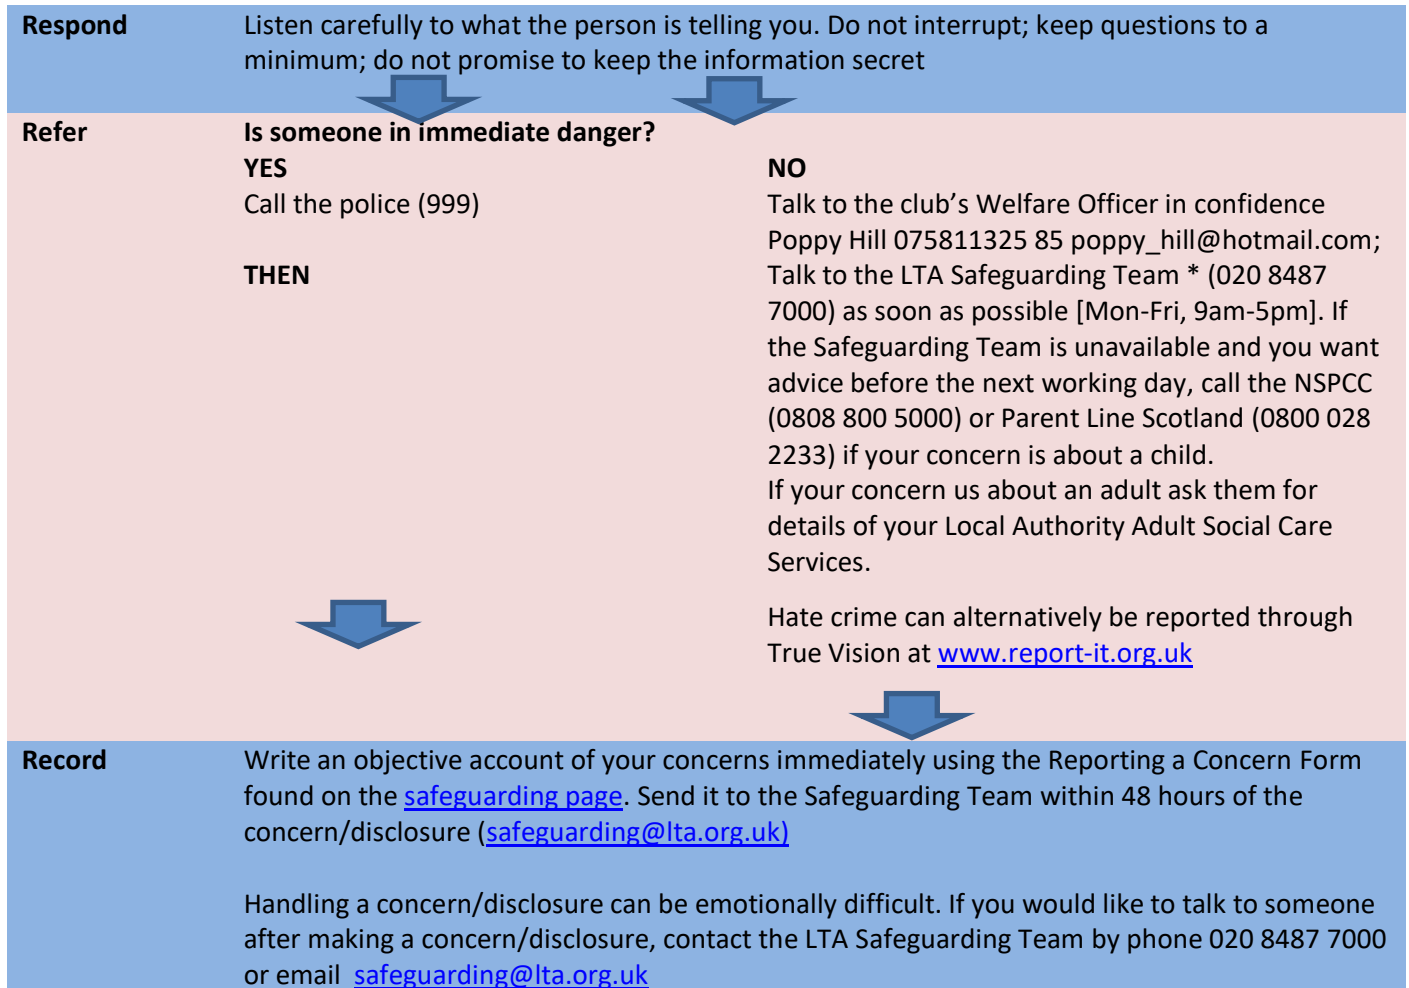 Respond
Listen carefully to what the person is telling you. Do not interrupt; keep questions to a
minimum; do not promise to keep the information secret
Refer
Is someone in immediate danger?
YES
Call the police (999)
THEN
NO
Talk to the club’s Welfare Officer in confidence
Poppy Hill 075811325 85 poppy_hill@hotmail.com;
Talk to the LTA Safeguarding Team * (020 8487
7000) as soon as possible [Mon-Fri, 9am-5pm]. If
the Safeguarding Team is unavailable and you want
advice before the next working day, call the NSPCC
(0808 800 5000) or Parent Line Scotland (0800 028
2233) if your concern is about a child.
If your concern us about an adult ask them for
details of your Local Authority Adult Social Care
Services.
Hate crime can alternatively be reported through
True Vision at www.report-it.org.uk
Record
Write an objective account of your concerns immediately using the Reporting a Concern Form
found on the safeguarding page. Send it to the Safeguarding Team within 48 hours of the
concern/disclosure (safeguarding@lta.org.uk)
Handling a concern/disclosure can be emotionally difficult. If you would like to talk to someone
after making a concern/disclosure, contact the LTA Safeguarding Team by phone 020 8487 7000
or email safeguarding@lta.org.uk